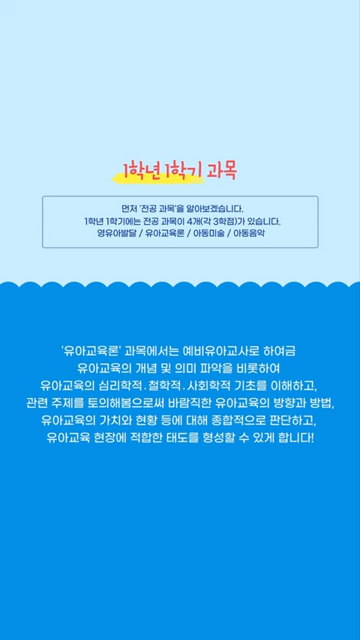 1학년 1학기 과목
먼저 '전공 과목'을 알아보겠습니다.
1학년 1학기에는 전공 과목이 4개(각 3학점)가 있습니다.
영유아발달 / 유아교육론 / 아동미술 / 아동음악
'유아교육론' 과목에서는 예비유아교사로 하여금
유아교육의 개념 및 의미 파악을 비롯하여
유아교육의 심리학적·철학적·사회학적 기초를 이해하고,
관련 주제를 토의해봄으로써 바람직한 유아교육의 방향과 방법,
유아교육의 가치와 현황 등에 대해 종합적으로 판단하고,
유아교육 현장에 적합한 태도를 형성할 수 있게 합니다!